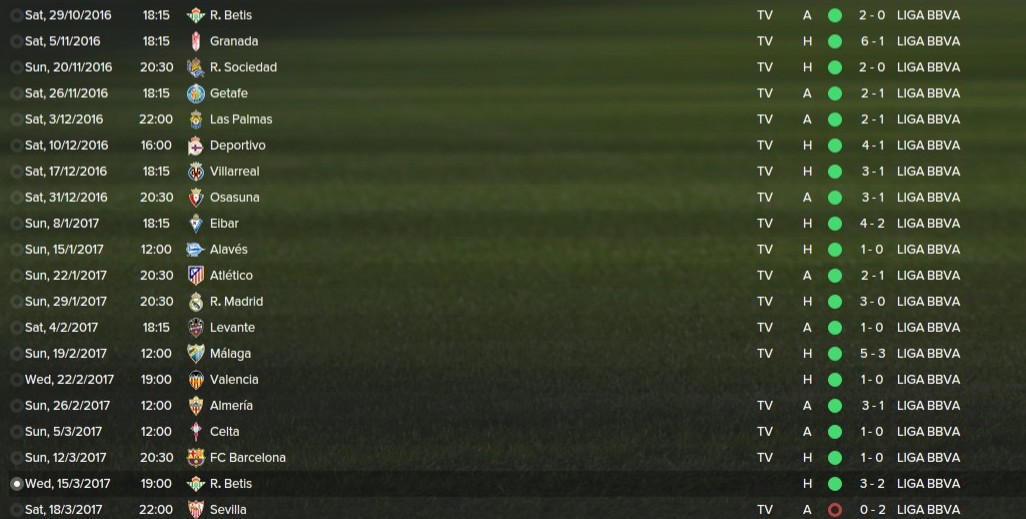 Sat, 29/10/2016 18:15 R. Betis TV A 2 - 0 LIGA BBVA
Sat, 5/11/2016 18:15 Granada TV H 6 - 1 LIGA BBVA
Sun, 20/11/2016 20:30 R. Sociedad TV H 2 - 0 LIGA BBVA
Sat, 26/11/2016 18:15 Getafe TV A 2 - 1 LIGA BBVA
Sat, 3/12/2016 22:00 Las Palmas TV A 2 - 1 LIGA BBVA
Sat, 10/12/2016 16:00 Deportivo TV H 4 - 1 LIGA BBVA
Sat, 17/12/2016 18:15 Villarreal TV H 3 - 1 LIGA BBVA
Sat, 31/12/2016 20:30 Osasuna TV A 3 - 1 LIGA BBVA
Sun, 8/1/2017 18:15 Eibar TV H 4 - 2 LIGA BBVA
Sun, 15/1/2017 12:00 Alavés TV H 1 - 0 LIGA BBVA
Sun, 22/1/2017 20:30 Atlético TV A 2 - 1 LIGA BBVA
Sun, 29/1/2017 20:30 R. Madrid TV H 3 - 0 LIGA BBVA
Sat, 4/2/2017 18:15 Levante TV A 1 - 0 LIGA BBVA
Sun, 19/2/2017 12:00 Málaga TV H 5 - 3 LIGA BBVA
Wed, 22/2/2017 19:00 Valencia H 1 - 0 LIGA BBVA
Sun, 26/2/2017 12:00 Almería TV A 3 - 1 LIGA BBVA
Sun, 5/3/2017 12:00 Celta TV A 1 - 0 LIGA BBVA
Sun, 12/3/2017 20:30 FC Barcelona TV H 1 - 0 LIGA BBVA
Wed, 15/3/2017 19:00 R. Betis H 3 - 2 LIGA BBVA
Sat, 18/3/2017 22:00 Sevilla TV A 0 - 2 LIGA BBVA